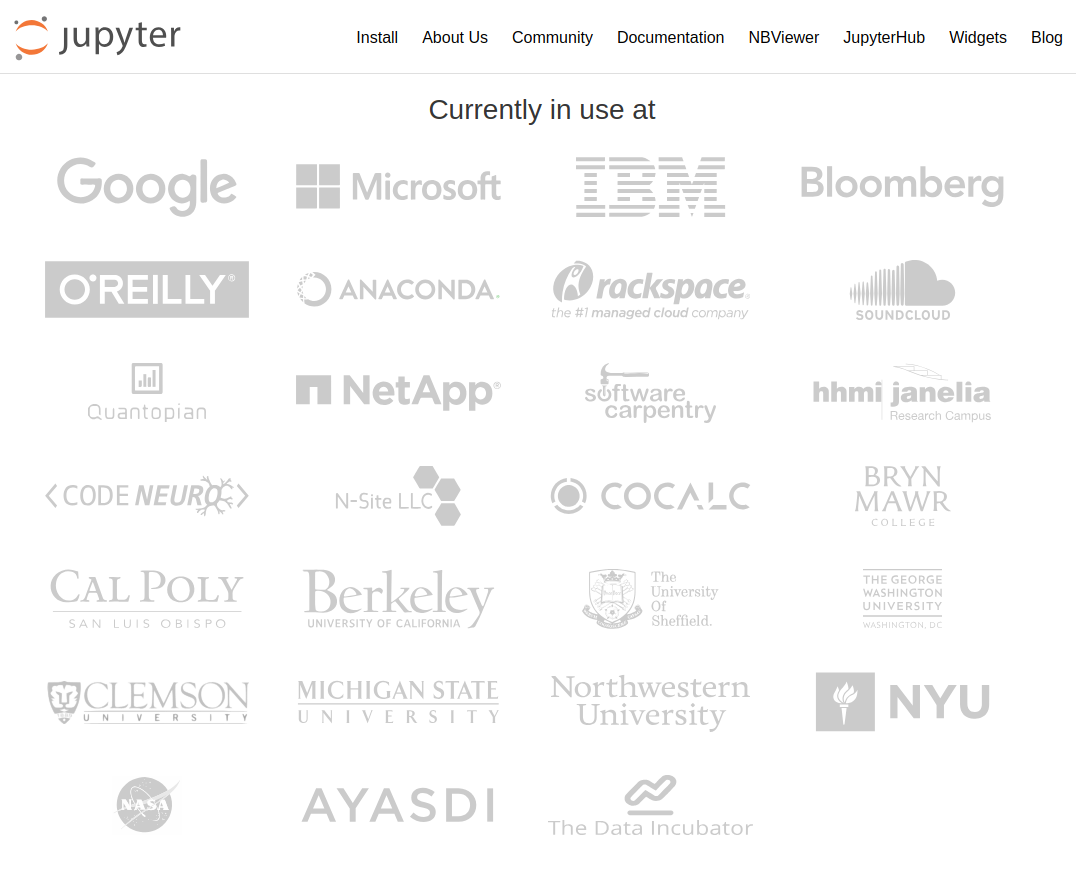 jupyter
Install About Us Community Documentation NBViewer JupyterHub Widgets Blog
Currently in use at
Google
Microsoft
IBM
Bloomberg
O'REILLY®
ANACONDA.
rackspace®
the #1 managed cloud company
SOUNDCLOUD
Quantopian
NetApp®
software
carpentry
hhmi janelia
Research Campus
<CODE NEURO>
N-Site LLC
COCALC
BRYN
MAWR
COLLEGE
CAL POLY
SAN LUIS OBISPO
Berkeley
UNIVERSITY OF CALIFORNIA
The
University
Of
Sheffield.
THE GEORGE
WASHINGTON
UNIVERSITY
WASHINGTON, DC
CLEMSON
UNIVERSITY
MICHIGAN STATE
UNIVERSITY
Northwestern
University
NYU
NASA
AYASDI
The Data Incubator